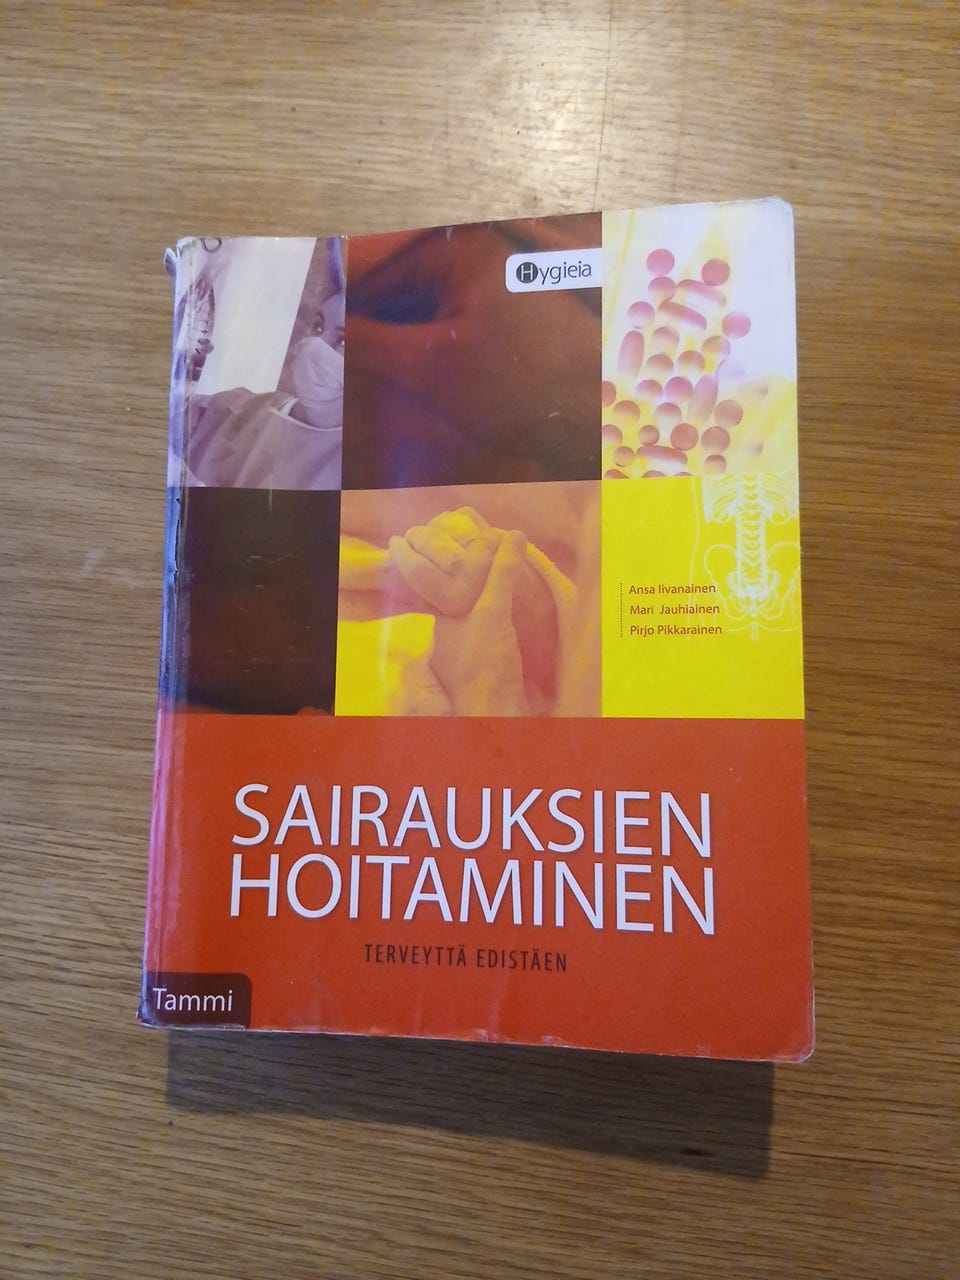 Hygieia
Ansa Iivanainen
Mari Jauhiainen
Pirjo Pikkarainen
SAIRAUKSIEN
HOITAMINEN
TERVEYTTÄ EDISTÄEN
Tammi